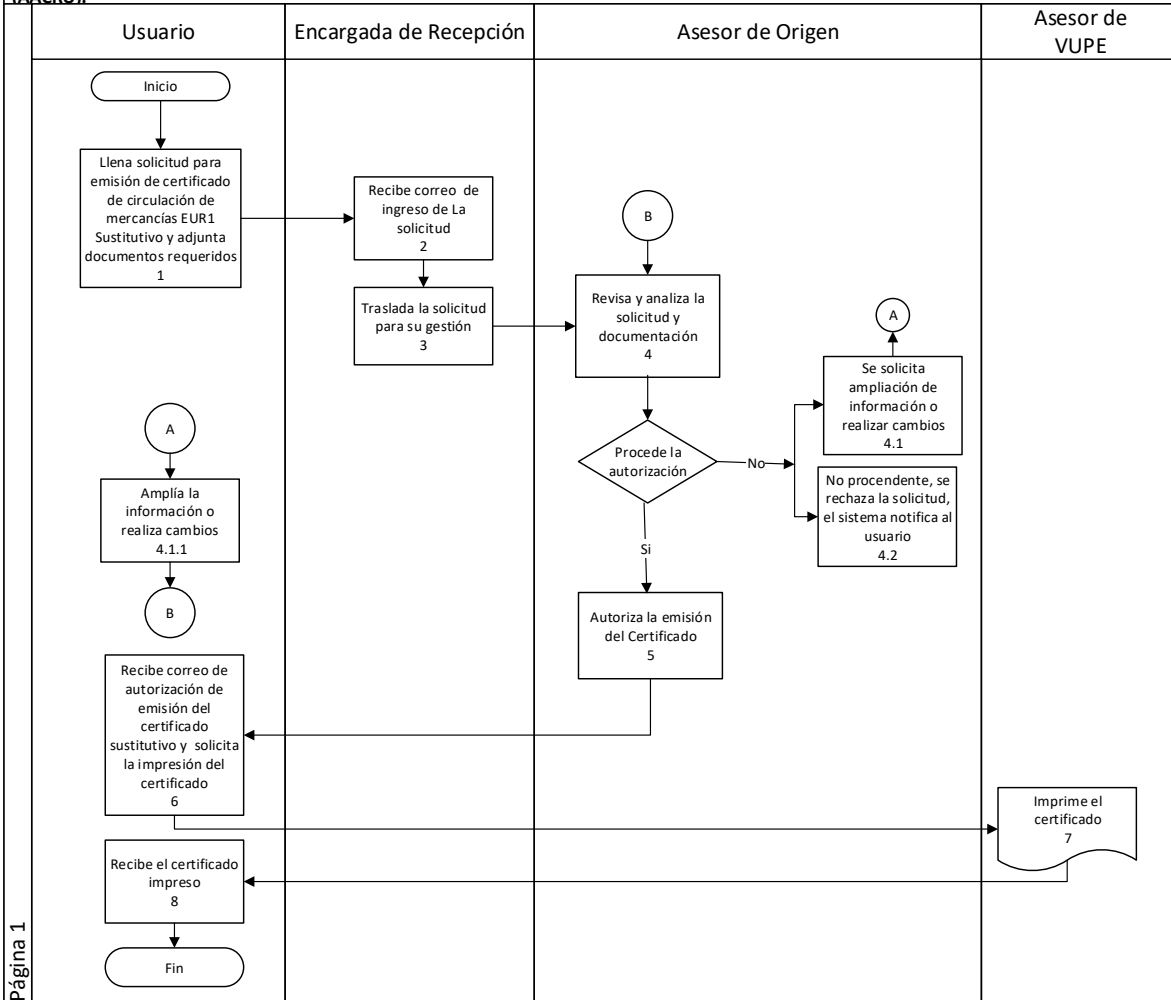 (AACRU).
Usuario
Encargada de Recepción
Asesor de Origen
Asesor de
VUPE
Inicio
Llena solicitud para
emisión de certificado
de circulación de
mercancías EUR1
Sustitutivo y adjunta
documentos requeridos
1
Recibe correo de
ingreso de La
solicitud
2
Traslada la solicitud
para su gestión
3
B
Revisa y analiza la
solicitud y
documentación
4
Procede la
autorización
No
A
Se solicita
ampliación de
información o
realizar cambios
4.1
No procendente, se
rechaza la solicitud,
el sistema notifica al
usuario
4.2
A
Amplía la
información o
realiza cambios
4.1.1
B
Si
Autoriza la emisión
del Certificado
5
Recibe correo de
autorización de
emisión del
certificado
sustitutivo y solicita
la impresión del
certificado
6
Imprime el
certificado
7
Recibe el certificado
impreso
8
Fin
Página 1